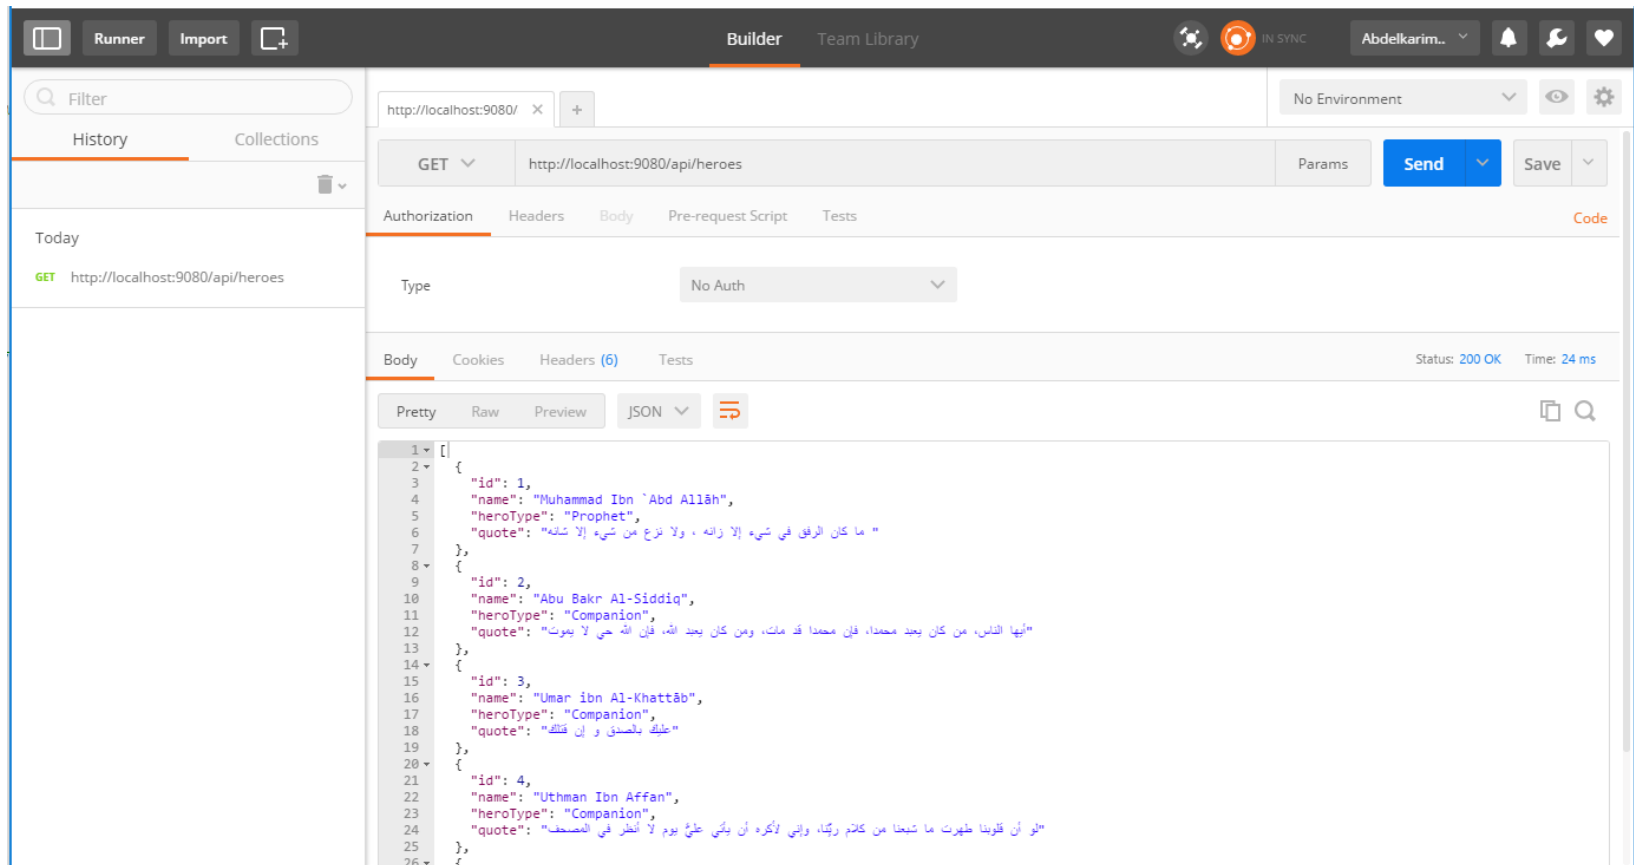 Runner Import Builder Team Library IN SYNC Abdelkarim..
Filter
History Collections
Today
GET http://localhost:9080/api/heroes
http://localhost:9080/ No Environment
GET http://localhost:9080/api/heroes Params Send Save
Authorization Headers Body Pre-request Script Tests Code
Type No Auth
Body Cookies Headers (6) Tests Status: 200 OK Time: 24 ms
Pretty Raw Preview JSON
1 [
2 {
3 "id": 1,
4 "name": "Muhammad Ibn `Abd Allāh",
5 "heroType": "Prophet",
6 "quote": "ما كان الرفق في شيء إلا زانه ، ولا نزع من شيء إلا شانه "
7 },
8 {
9 "id": 2,
10 "name": "Abu Bakr Al-Siddiq",
11 "heroType": "Companion",
12 "quote": "أيها الناس، من كان يعبد محمدا، فإن محمدا قد مات، ومن كان يعبد الله، فإن الله حي لا يموت"
13 },
14 {
15 "id": 3,
16 "name": "Umar ibn Al-Khattāb",
17 "heroType": "Companion",
18 "quote": "عليك بالصدق و إن قتلك"
19 },
20 {
21 "id": 4,
22 "name": "Uthman Ibn Affan",
23 "heroType": "Companion",
24 "quote": "لو أن قلوبنا طهرت ما شبعنا من كلام ربِّنا، وإني لأكره أن يأتي عليَّ يوم لا أنظر في المصحف"
25 },
26 {